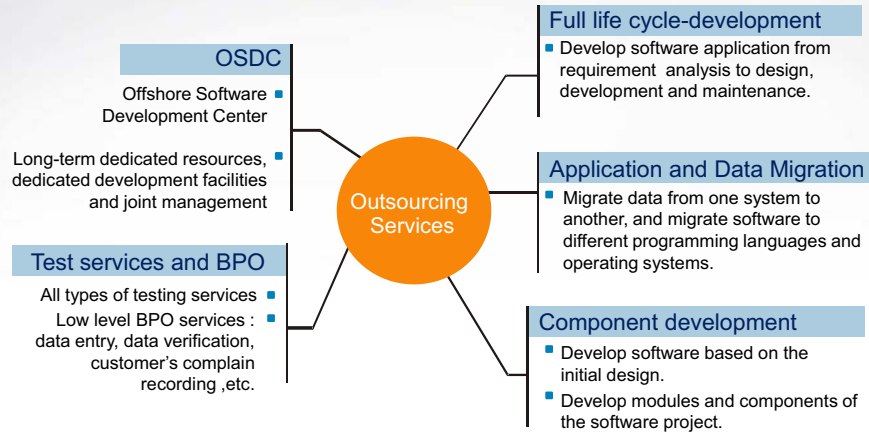 OSDC
Offshore Software
Development Center
Long-term dedicated resources,
dedicated development facilities
and joint management
Test services and BPO
All types of testing services
Low level BPO services :
data entry, data verification,
customer’s complain
recording ,etc.
Outsourcing
Services
Full life cycle-development
Develop software application from
requirement analysis to design,
development and maintenance.
Application and Data Migration
Migrate data from one system to
another, and migrate software to
different programming languages and
operating systems.
Component development
Develop software based on the
initial design.
Develop modules and components of
the software project.